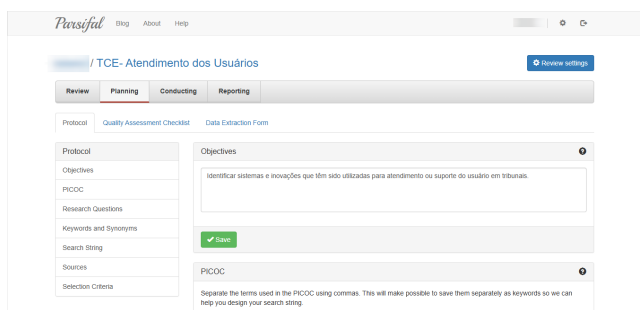 Parsifal Blog About Help
/ TCE- Atendimento dos Usuários
Review settings
Review Planning Conducting Reporting
Protocol Quality Assessment Checklist Data Extraction Form
Protocol
Objectives
PICOC
Research Questions
Keywords and Synonyms
Search String
Sources
Selection Criteria
Objectives
Identificar sistemas e inovações que têm sido utilizadas para atendimento ou suporte do usuário em tribunais.
Save
PICOC
Separate the terms used in the PICOC using commas. This will make possible to save them separately as keywords so we can
help you design your search string.